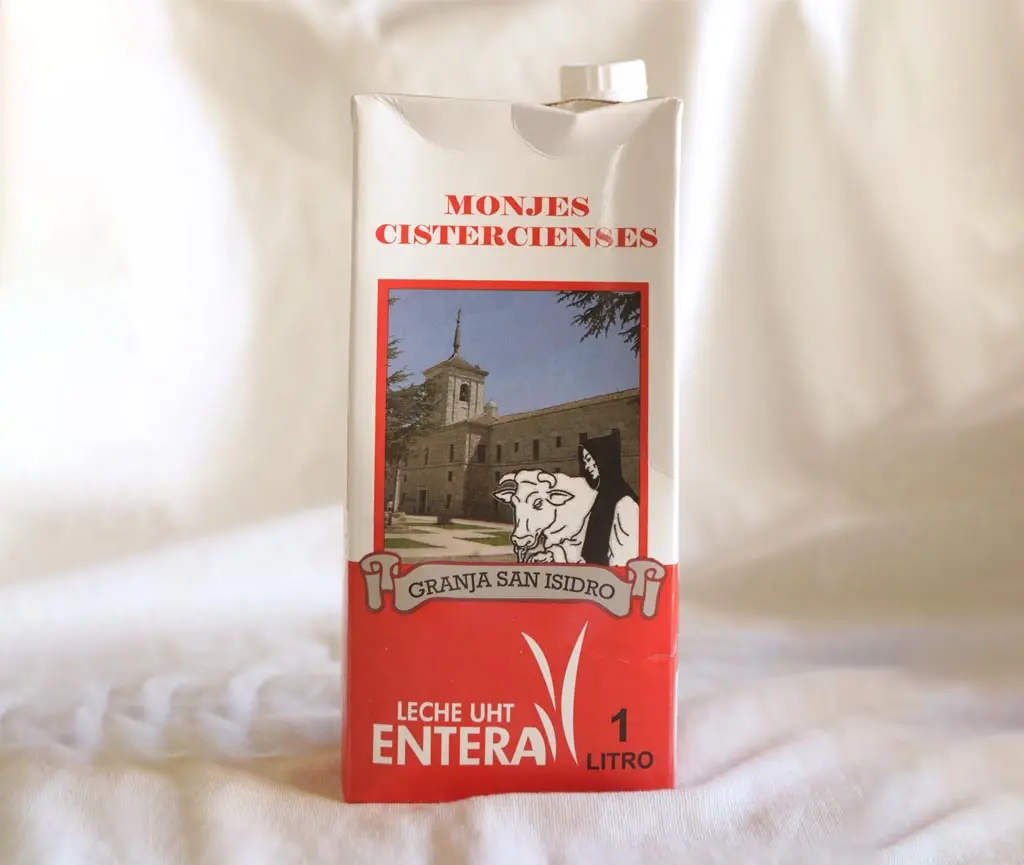 MONJES
CISTERCIENSES
GRANJA SAN ISIDRO
LECHE UHT
ENTERA
1
LITRO